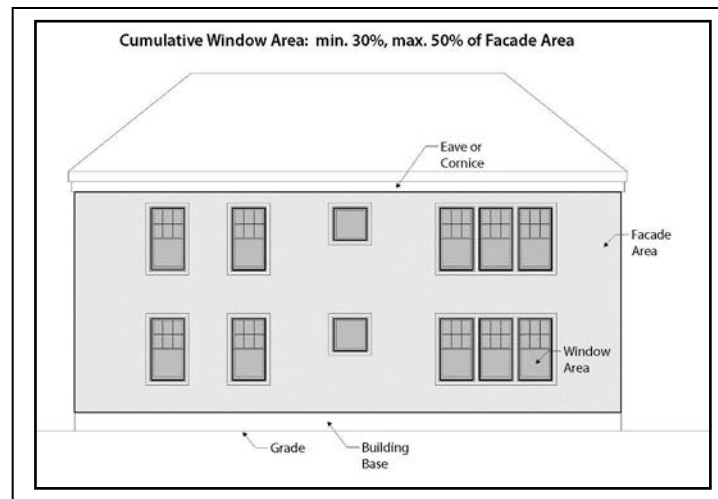 Cumulative Window Area: min. 30%, max. 50% of Facade Area
Eave or
Cornice
Facade
Area
Window
Area
Grade
Building
Base